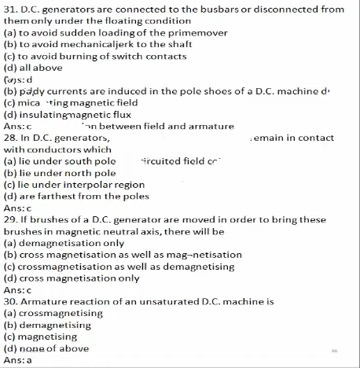 31. D.C. generators are connected to the busbars or disconnected from
them only under the floating condition
(a) to avoid sudden loading of the primemover
(b) to avoid mechanicaljerk to the shaft
(c) to avoid burning of switch contacts
(d) all above
d
(b) currents are induced in the pole shoes of a D.C. machine
(c) magnetic field
(d) insulating magnetic flux
Ans: c between field and armature
28. In D.C. generators, emain in contact
with conductors which
(a) lie under south pole ircuited field
(b) lie under north pole
(c) lie under interpolar region
(d) are farthest from the poles
Ans: c
29. If brushes of a D.C. generator are moved in order to bring these
brushes in magnetic neutral axis, there will be
(a) demagnetisation only
(b) cross magnetisation as well as mag-netisation
(c) crossmagnetisation as well as demagnetising
(d) cross magnetisation only
Ans: c
30. Armature reaction of an unsaturated D.C. machine is
(a) crossmagnetising
(b) demagnetising
(c) magnetising
(d) none of above
Ans: a